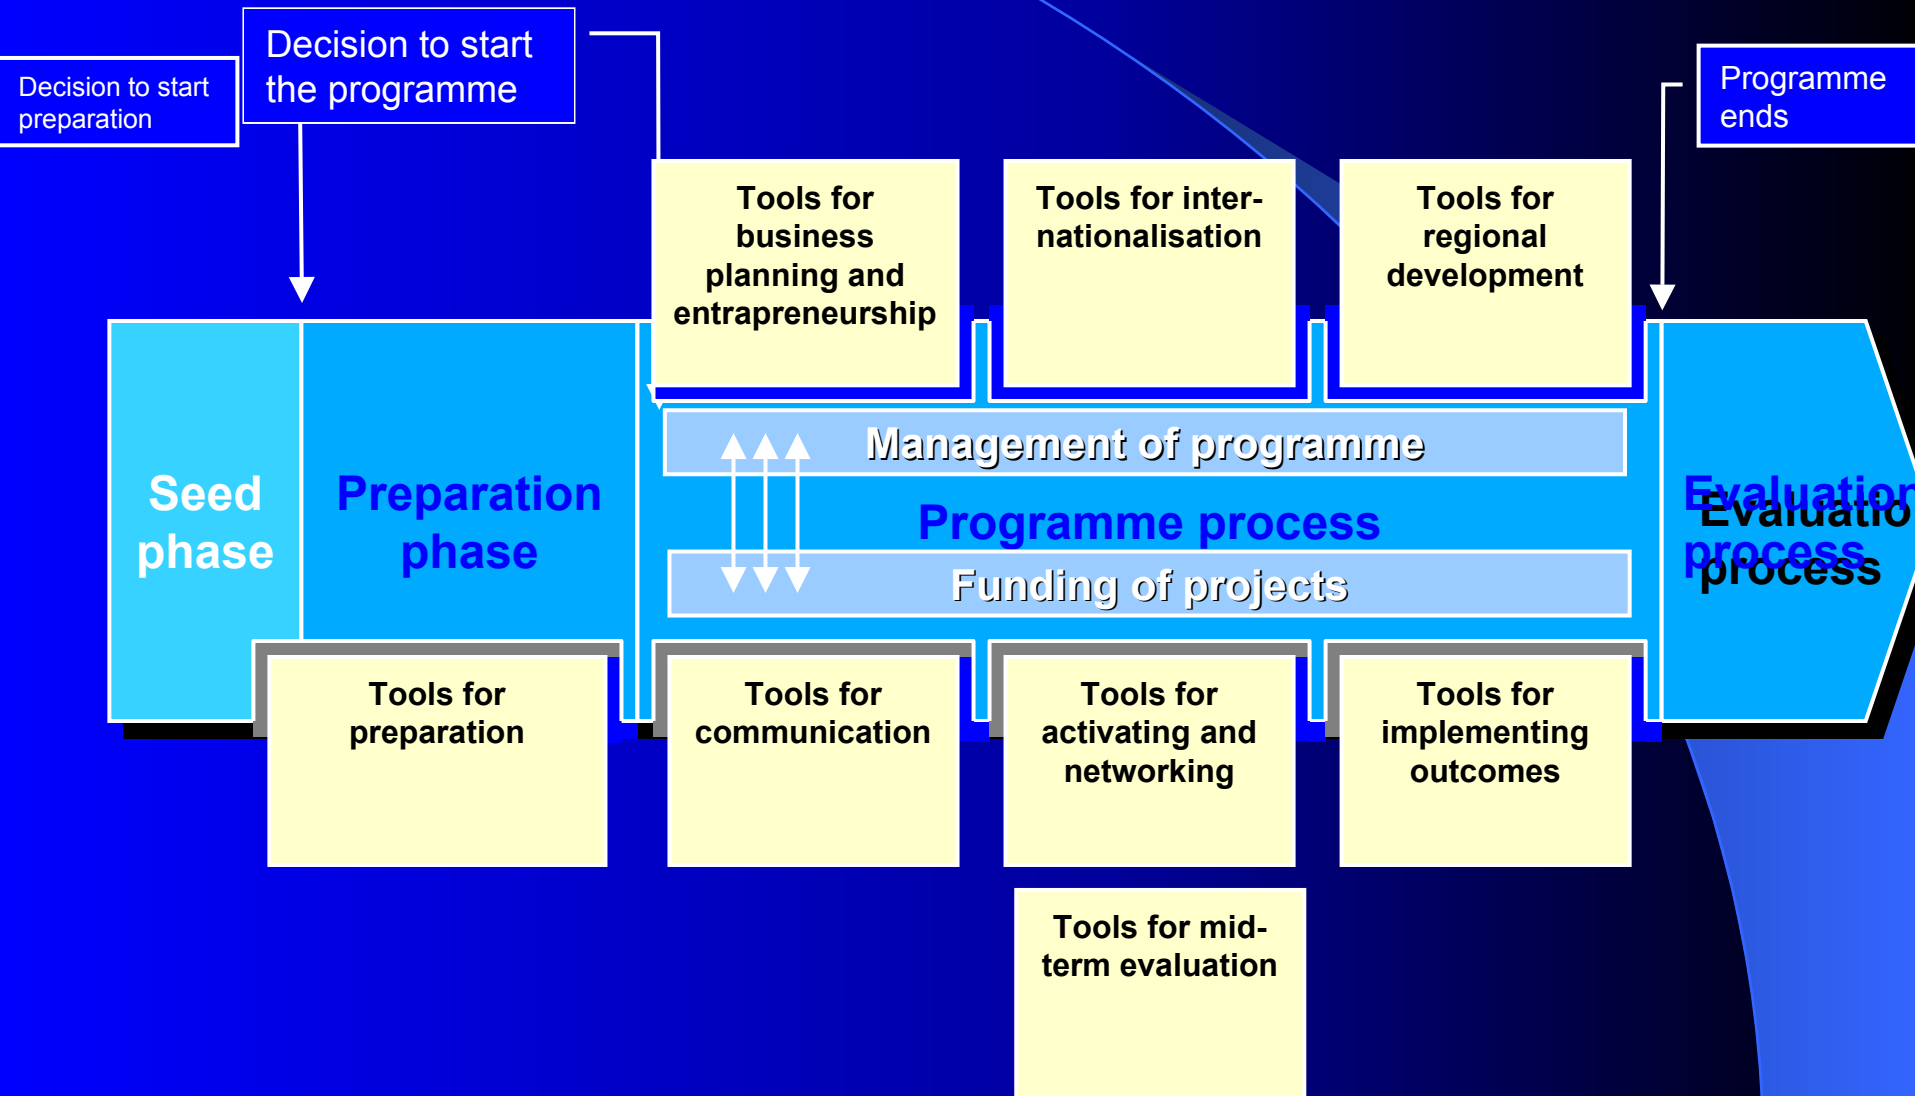 Decision to start
preparation
Decision to start
the programme
Programme
ends
Tools for
business
planning and
entrapreneurship
Tools for inter-
nationalisation
Tools for
regional
development
Seed
phase
Preparation
phase
Management of programme
Programme process
Funding of projects
Evaluation
process
Tools for
preparation
Tools for
communication
Tools for
activating and
networking
Tools for
implementing
outcomes
Tools for mid-
term evaluation